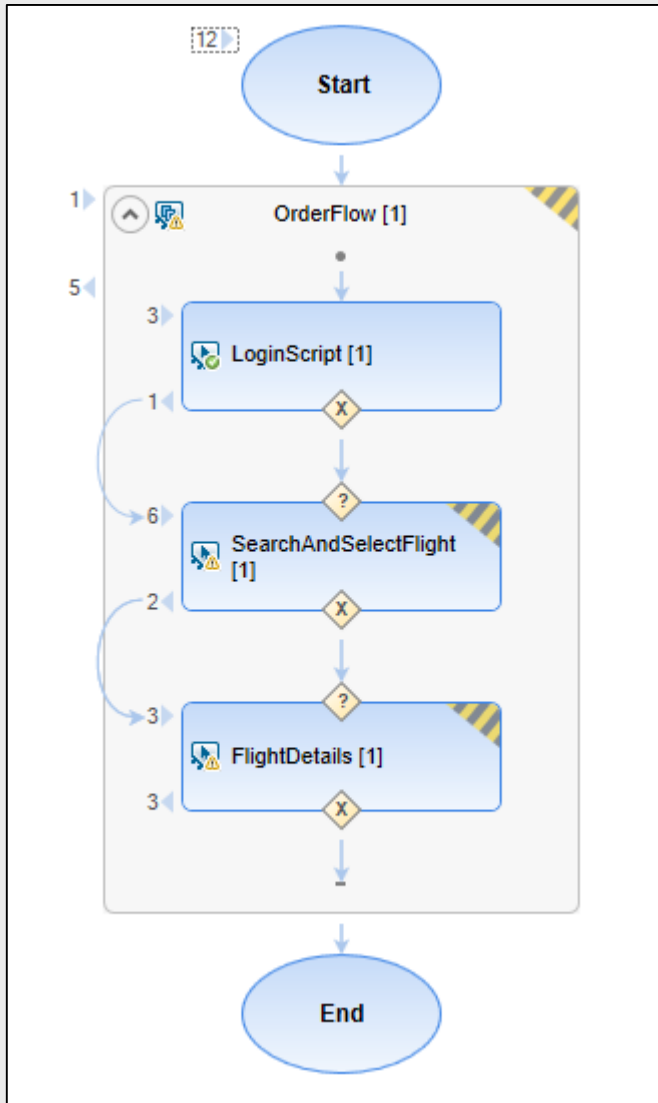 12
Start
1
OrderFlow [1]
5
3
LoginScript [1]
1
X
?
6
SearchAndSelectFlight
[1]
2
X
?
3
FlightDetails [1]
3
X
End